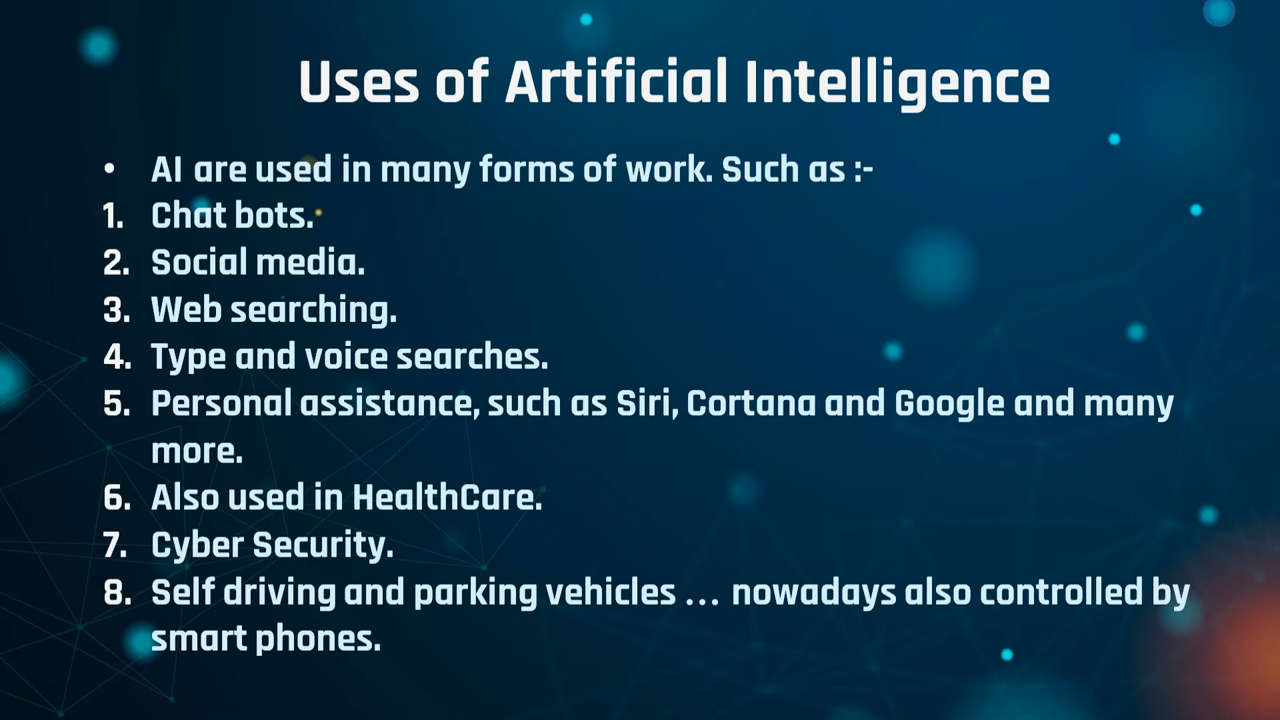 Uses of Artificial Intelligence
• AI are used in many forms of work. Such as :-
1. Chat bots.
2. Social media.
3. Web searching.
4. Type and voice searches.
5. Personal assistance, such as Siri, Cortana and Google and many
more.
6. Also used in HealthCare.
7. Cyber Security.
8. Self driving and parking vehicles ... nowadays also controlled by
smart phones.